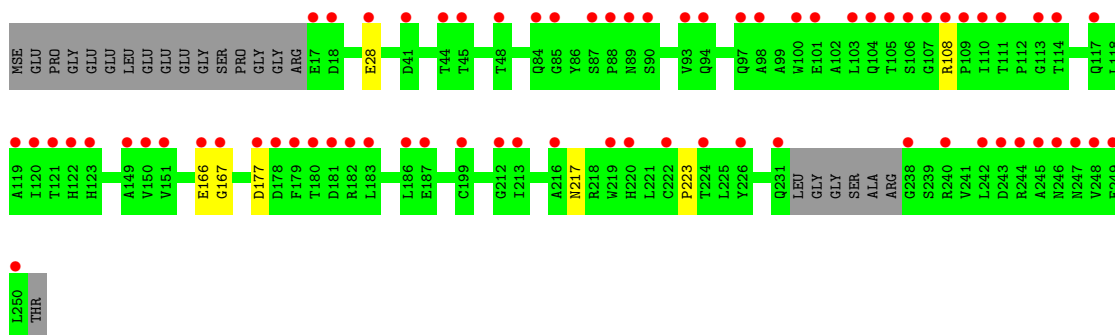 MSE GLU PRO GLY GLU GLU LEU GLU GLU GLU GLY SER PRO GLY GLY ARG E17 D18 E28 D41 T44 T45 T48 Q84 G85 Y86 S87 P88 N89 S90 V93 Q94 Q97 A98 A99 W100 E101 A102 L103 Q104 T105 S106 G107 R108 P109 I110 T111 P112 G113 T114 Q117 L118
A119 I120 T121 H122 H123 A149 V150 V151 E166 G167 D177 D178 F179 T180 D181 R182 L183 L186 E187 C199 G212 I213 A216 N217 R218 W219 H220 L221 C222 P223 T224 L225 Y226 Q231 LEU GLY GLY SER ALA ARG G238 S239 R240 V241 L242 D243 R244 A245 N246 N247 V248
L250 THR